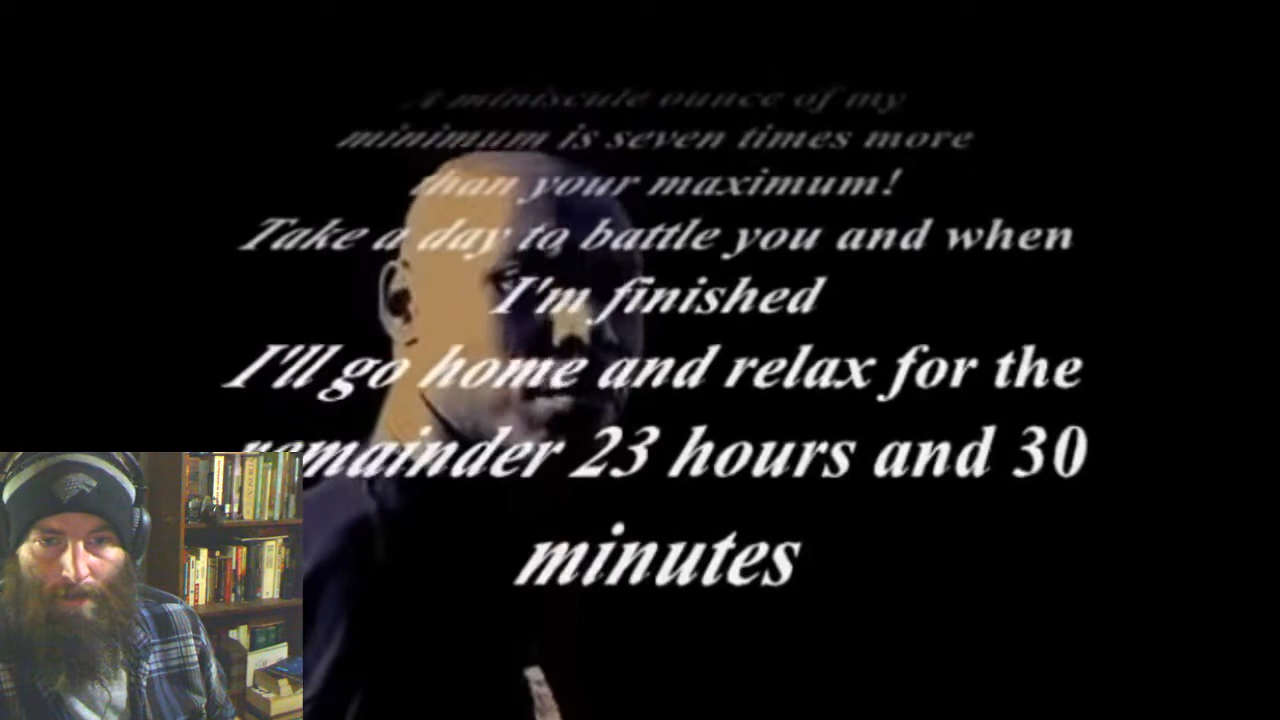 A miniscule ounce of my
minimum is seven times more
than your maximum!
Take a day to battle you and when
I'm finished
I'll go home and relax for the
remainder 23 hours and 30
minutes